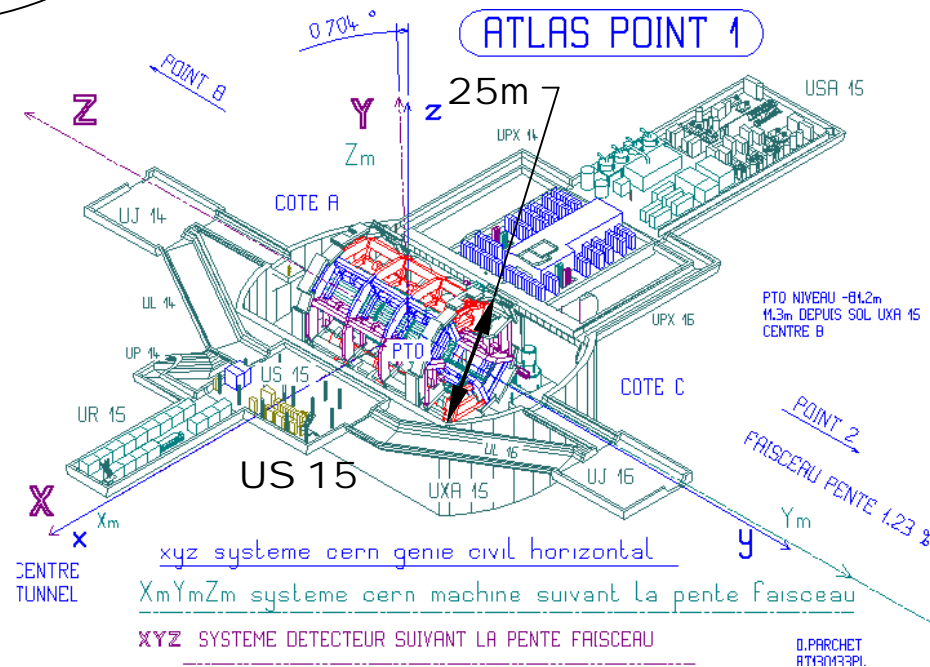 ATLAS POINT 1
0.704 °
POINT 8
Z
Y
z
25m
USA 15
Zm
UPX 14
COTE A
UJ 14
UL 14
PTO NIVEAU -81.2m
11.3m DEPUIS SOL UXA 15
CENTRE B
UPX 16
UP 14
PTO
US 15
COTE C
UR 15
POINT 2
UL 16
US 15
UXA 15
UJ 16
FAISCEAU PENTE 1.23 %
X
Xm
x
Ym
y
CENTRE
TUNNEL
xyz systeme cern genie civil horizontal
XmYmZm systeme cern machine suivant la pente faisceau
XYZ SYSTEME DETECTEUR SUIVANT LA PENTE FAISCEAU
D.PARCHET